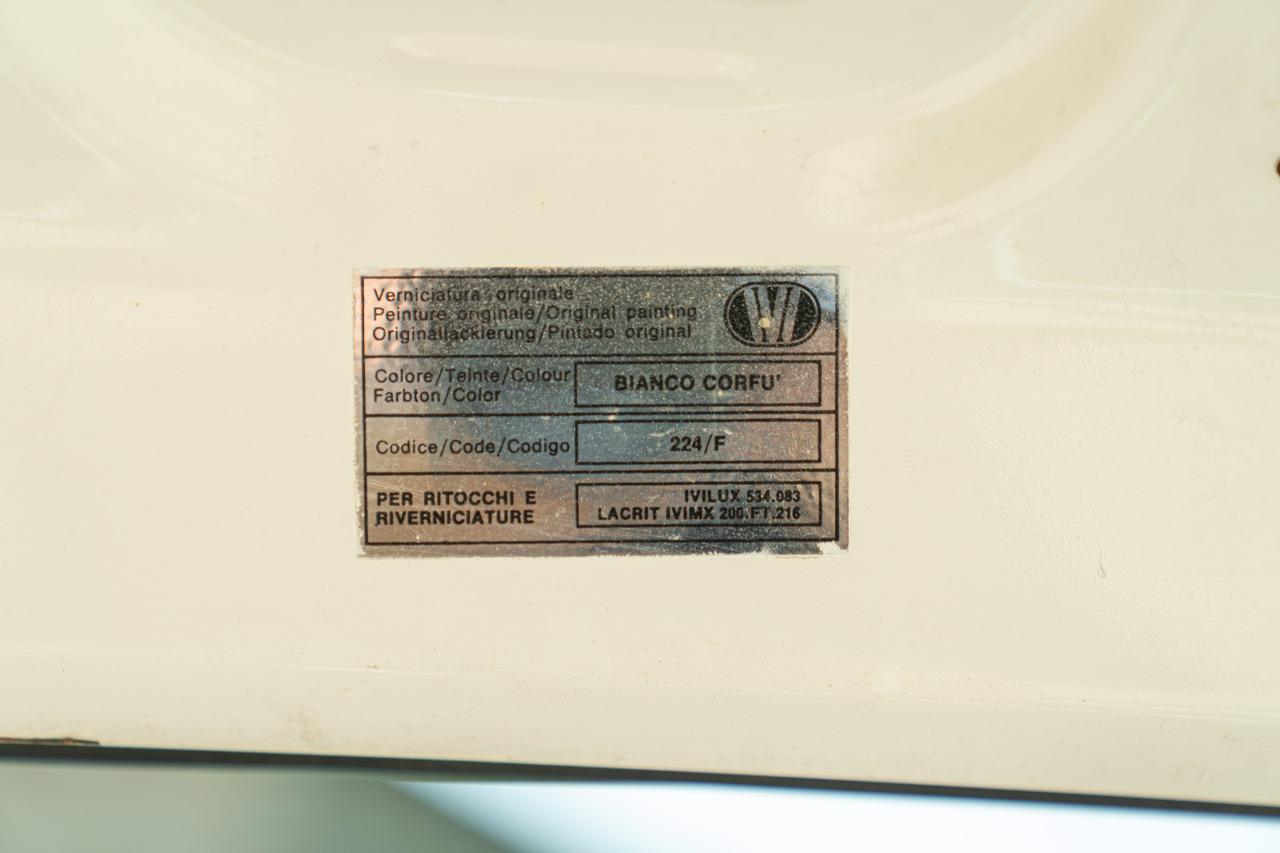 Verniciatura originale
Peinture originale/Original painting
Originallackierung/Pintado original
IVI
Colore/Teinte/Colour
Farbton/Color
BIANCO CORFU'
Codice/Code/Codigo
224/F
PER RITOCCHI E
RIVERNICIATURE
IVILUX 534.083
LACRIT IVIMX 200.FT.216